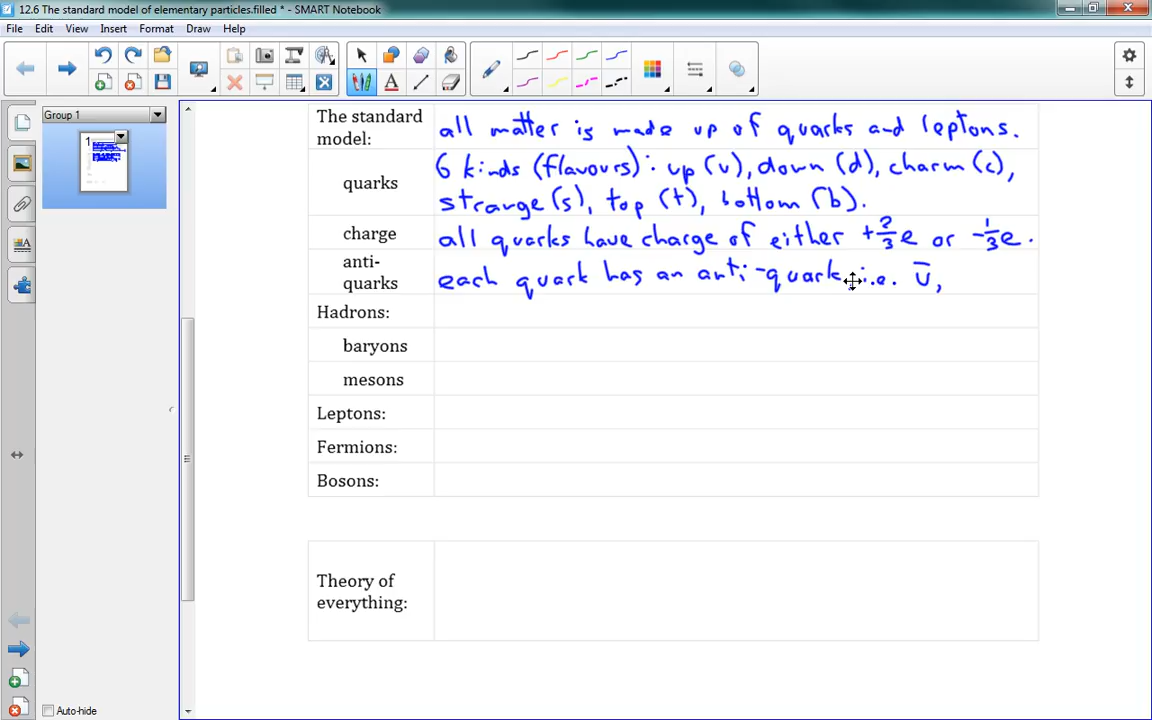 12.6 The standard model of elementary particles.filled * - SMART Notebook
File Edit View Insert Format Draw Help
Group 1
1
The standard model: all matter is made up of quarks and leptons.
quarks 6 kinds (flavours): up (u), down (d), charm (c),
strange (s), top (t), bottom (b).
charge all quarks have charge of either +2/3e or -1/3e.
anti-quarks each quark has an anti-quark, i.e. ū,
Hadrons:
baryons
mesons
Leptons:
Fermions:
Bosons:
Theory of
everything:
Auto-hide